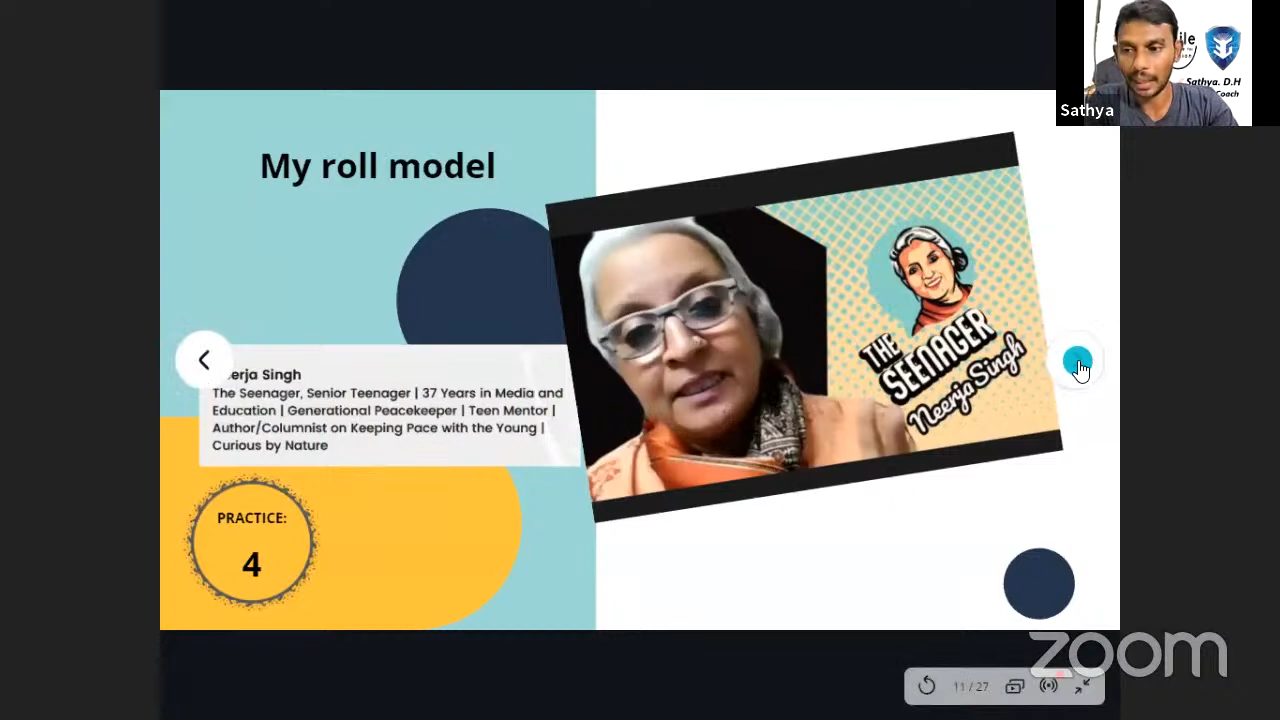 ile
Sathya. D.H
Coach
Sathya
My roll model
THE
SEENAGER
Neerja Singh
erja Singh
The Seenager, Senior Teenager | 37 Years in Media and
Education | Generational Peacekeeper | Teen Mentor |
Author/Columnist on Keeping Pace with the Young |
Curious by Nature
PRACTICE:
4
zoom
11 / 27